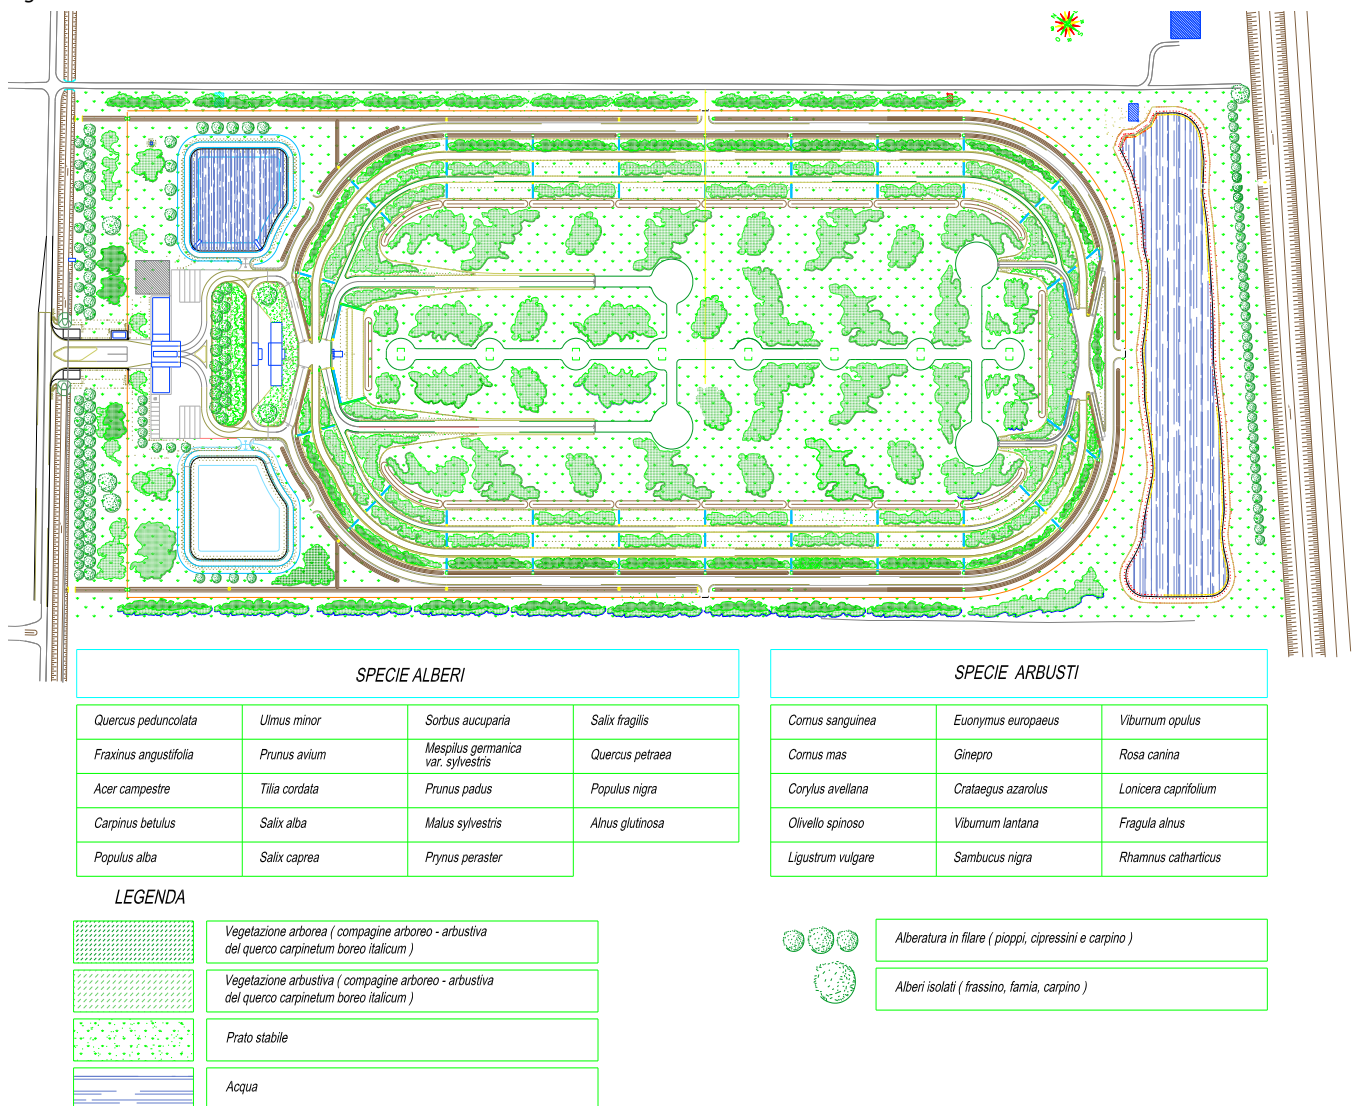 SPECIE ALBERI
Quercus peduncolata
Ulmus minor
Sorbus aucuparia
Salix fragilis
Fraxinus angustifolia
Prunus avium
Mespilus germanica
var. sylvestris
Quercus petraea
Acer campestre
Tilia cordata
Prunus padus
Populus nigra
Carpinus betulus
Salix alba
Malus sylvestris
Alnus glutinosa
Populus alba
Salix caprea
Prynus peraster
SPECIE ARBUSTI
Cornus sanguinea
Euonymus europaeus
Viburnum opulus
Cornus mas
Ginepro
Rosa canina
Corylus avellana
Crataegus azarolus
Lonicera caprifolium
Olivello spinoso
Viburnum lantana
Fragula alnus
Ligustrum vulgare
Sambucus nigra
Rhamnus catharticus
LEGENDA
Vegetazione arborea ( compagine arboreo - arbustiva
del querco carpinetum boreo italicum )
Vegetazione arbustiva ( compagine arboreo - arbustiva
del querco carpinetum boreo italicum )
Prato stabile
Acqua
Alberatura in filare ( pioppi, cipressini e carpino )
Alberi isolati ( frassino, farnia, carpino )